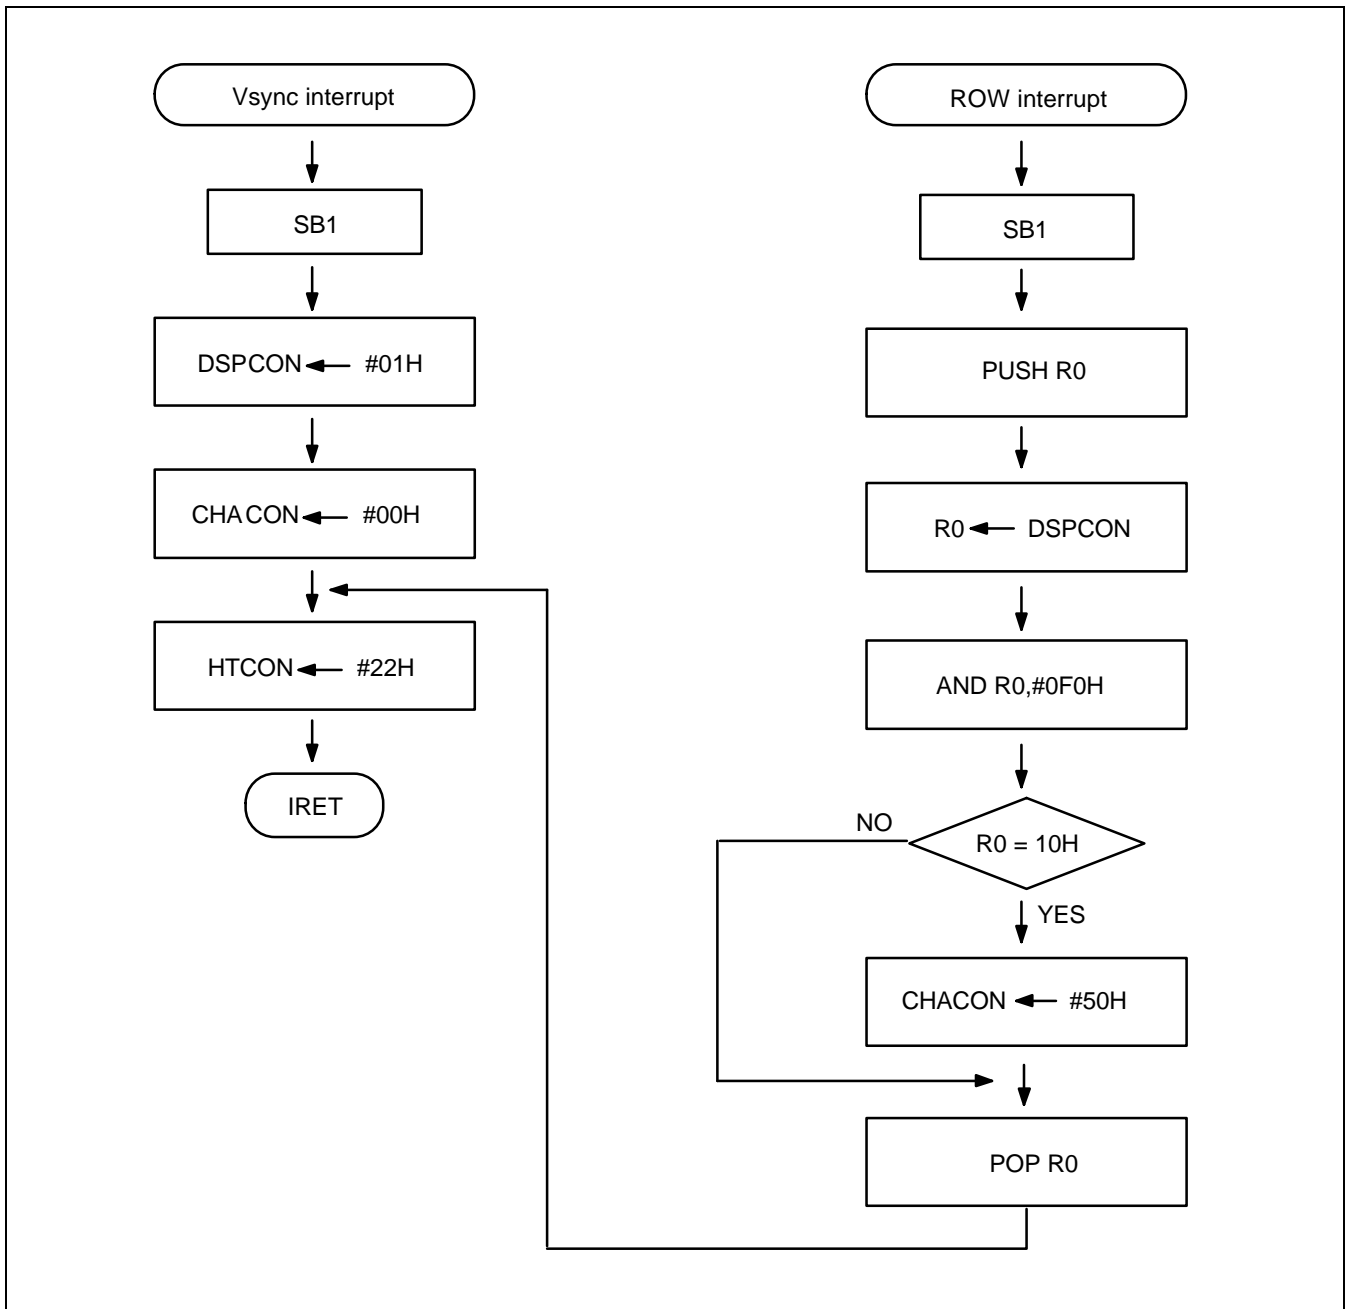 Vsync interrupt
SB1
DSPCON ← #01H
CHACON ← #00H
HTCON ← #22H
IRET
ROW interrupt
SB1
PUSH R0
R0 ← DSPCON
AND R0,#0F0H
R0 = 10H
NO
YES
CHACON ← #50H
POP R0